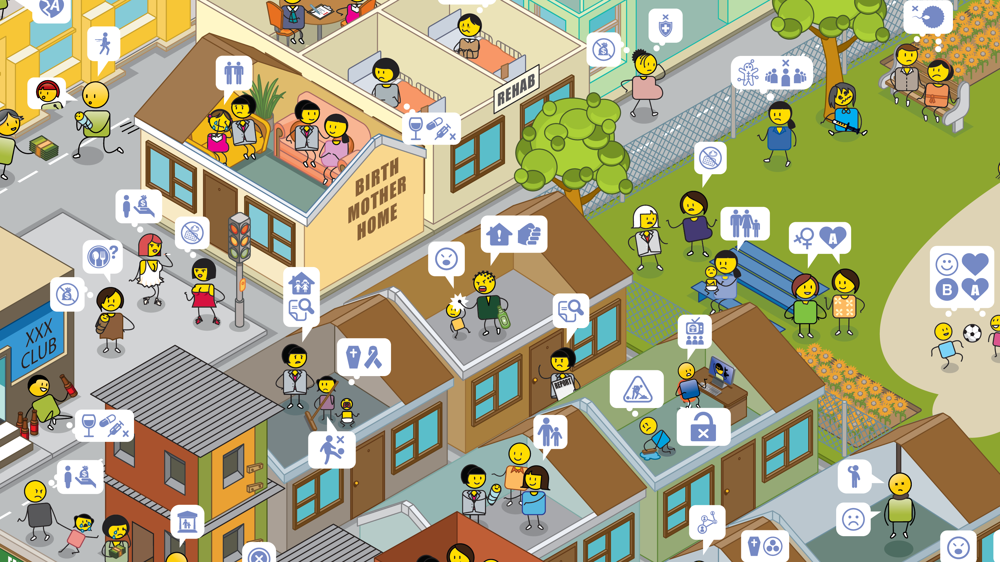 A
REHAB
BIRTH
MOTHER
HOME
$
$
?
$
XXX
CLUB
!
A
B
A
REPORT
$